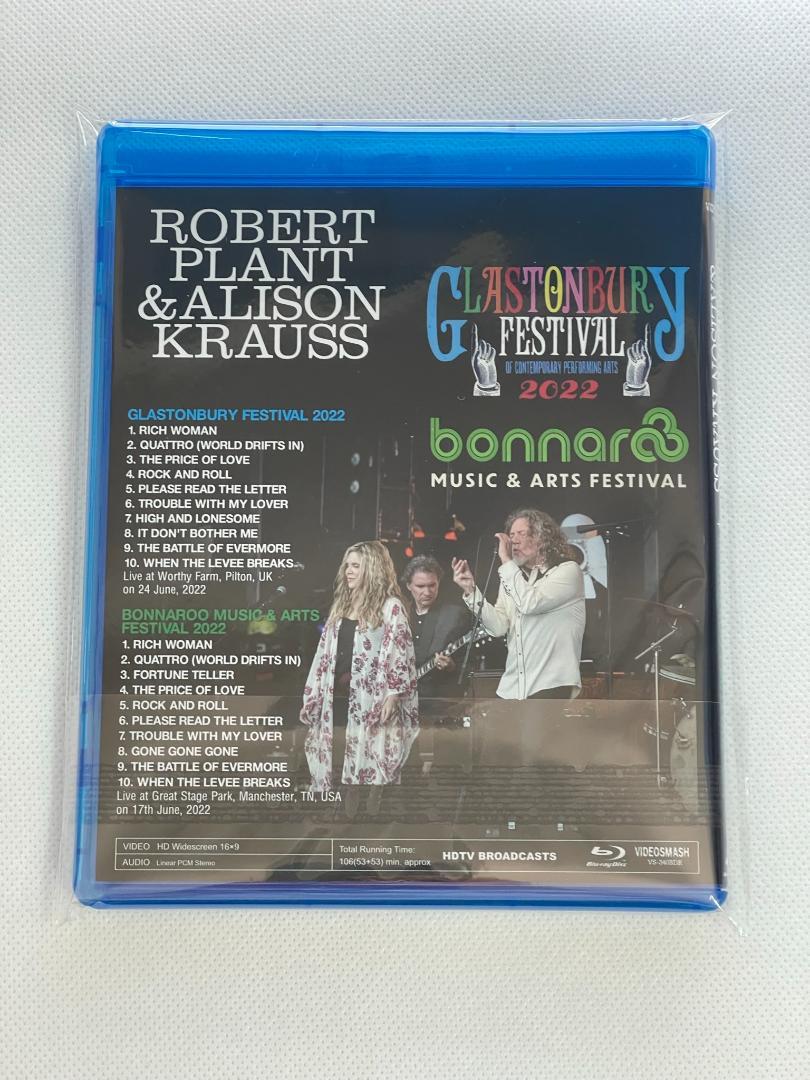 ROBERT
PLANT
& ALISON
KRAUSS
GLASTONBURY
FESTIVAL
OF CONTEMPORARY PERFORMING ARTS
2022
bonnaroo
MUSIC & ARTS FESTIVAL
GLASTONBURY FESTIVAL 2022
1. RICH WOMAN
2. QUATTRO (WORLD DRIFTS IN)
3. THE PRICE OF LOVE
4. ROCK AND ROLL
5. PLEASE READ THE LETTER
6. TROUBLE WITH MY LOVER
7. HIGH AND LONESOME
8. IT DON'T BOTHER ME
9. THE BATTLE OF EVERMORE
10. WHEN THE LEVEE BREAKS
Live at Worthy Farm, Pilton, UK
on 24 June, 2022
BONNAROO MUSIC & ARTS
FESTIVAL 2022
1. RICH WOMAN
2. QUATTRO (WORLD DRIFTS IN)
3. FORTUNE TELLER
4. THE PRICE OF LOVE
5. ROCK AND ROLL
6. PLEASE READ THE LETTER
7. TROUBLE WITH MY LOVER
8. GONE GONE GONE
9. THE BATTLE OF EVERMORE
10. WHEN THE LEVEE BREAKS
Live at Great Stage Park, Manchester, TN, USA
on 17th June, 2022
VIDEO HD Widescreen 16×9
AUDIO Linear PCM Stereo
Total Running Time:
106(53+53) min. approx
HDTV BROADCASTS
Blu-ray Disc
VIDEOSMASH
& ALISON KRAUSS